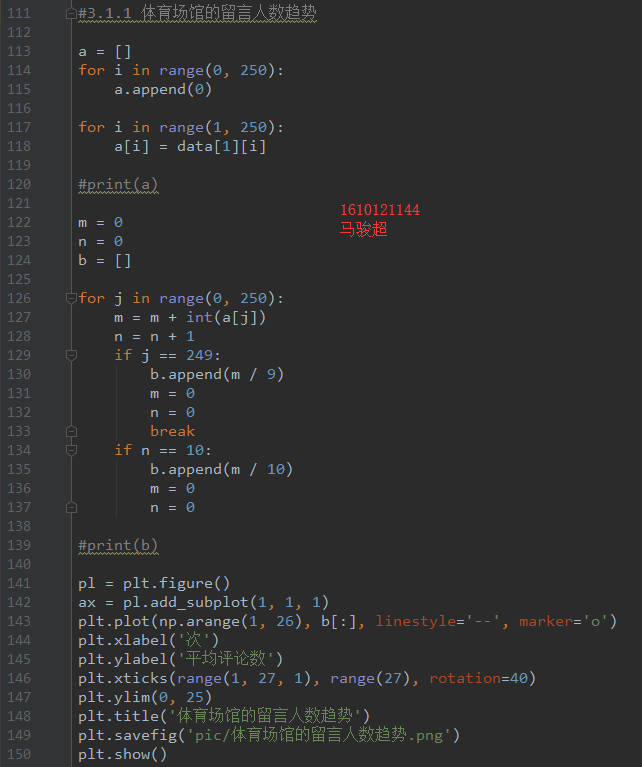 111 #3.1.1 体育场馆的留言人数趋势
112
113 a = []
114 for i in range(0, 250):
115     a.append(0)
116
117 for i in range(1, 250):
118     a[i] = data[1][i]
119
120 #print(a)
121
1610121144
122 m = 0
马骏超
123 n = 0
124 b = []
125
126 for j in range(0, 250):
127     m = m + int(a[j])
128     n = n + 1
129     if j == 249:
130         b.append(m / 9)
131         m = 0
132         n = 0
133         break
134     if n == 10:
135         b.append(m / 10)
136         m = 0
137         n = 0
138
139 #print(b)
140
141 pl = plt.figure()
142 ax = pl.add_subplot(1, 1, 1)
143 plt.plot(np.arange(1, 26), b[:], linestyle='--', marker='o')
144 plt.xlabel('次')
145 plt.ylabel('平均评论数')
146 plt.xticks(range(1, 27, 1), range(27), rotation=40)
147 plt.ylim(0, 25)
148 plt.title('体育场馆的留言人数趋势')
149 plt.savefig('pic/体育场馆的留言人数趋势.png')
150 plt.show()